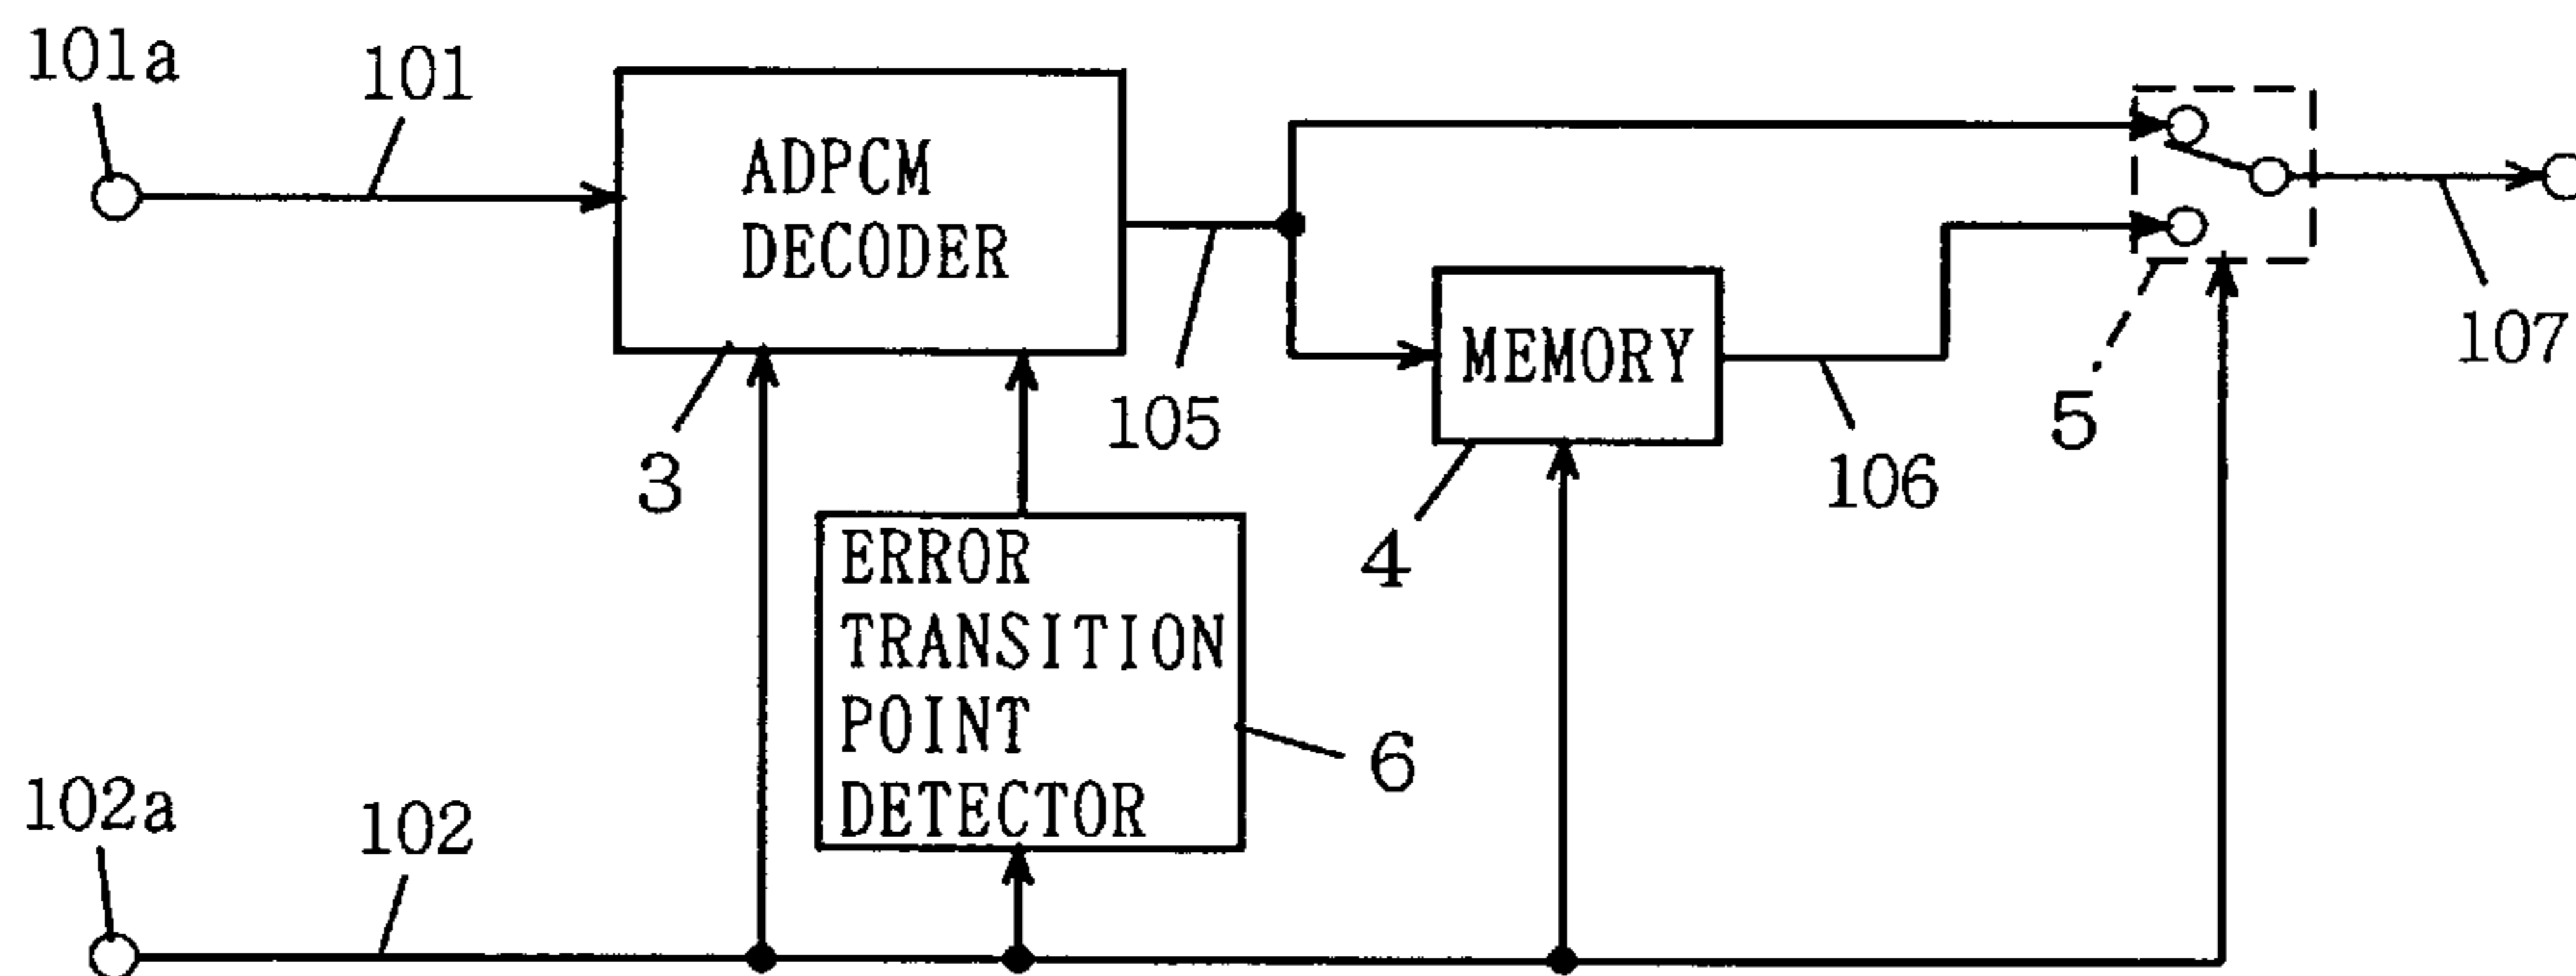 101a
101
ADPCM
DECODER
3
105
MEMORY
4
106
5
107
ERROR
TRANSITION
POINT
DETECTOR
6
102a
102